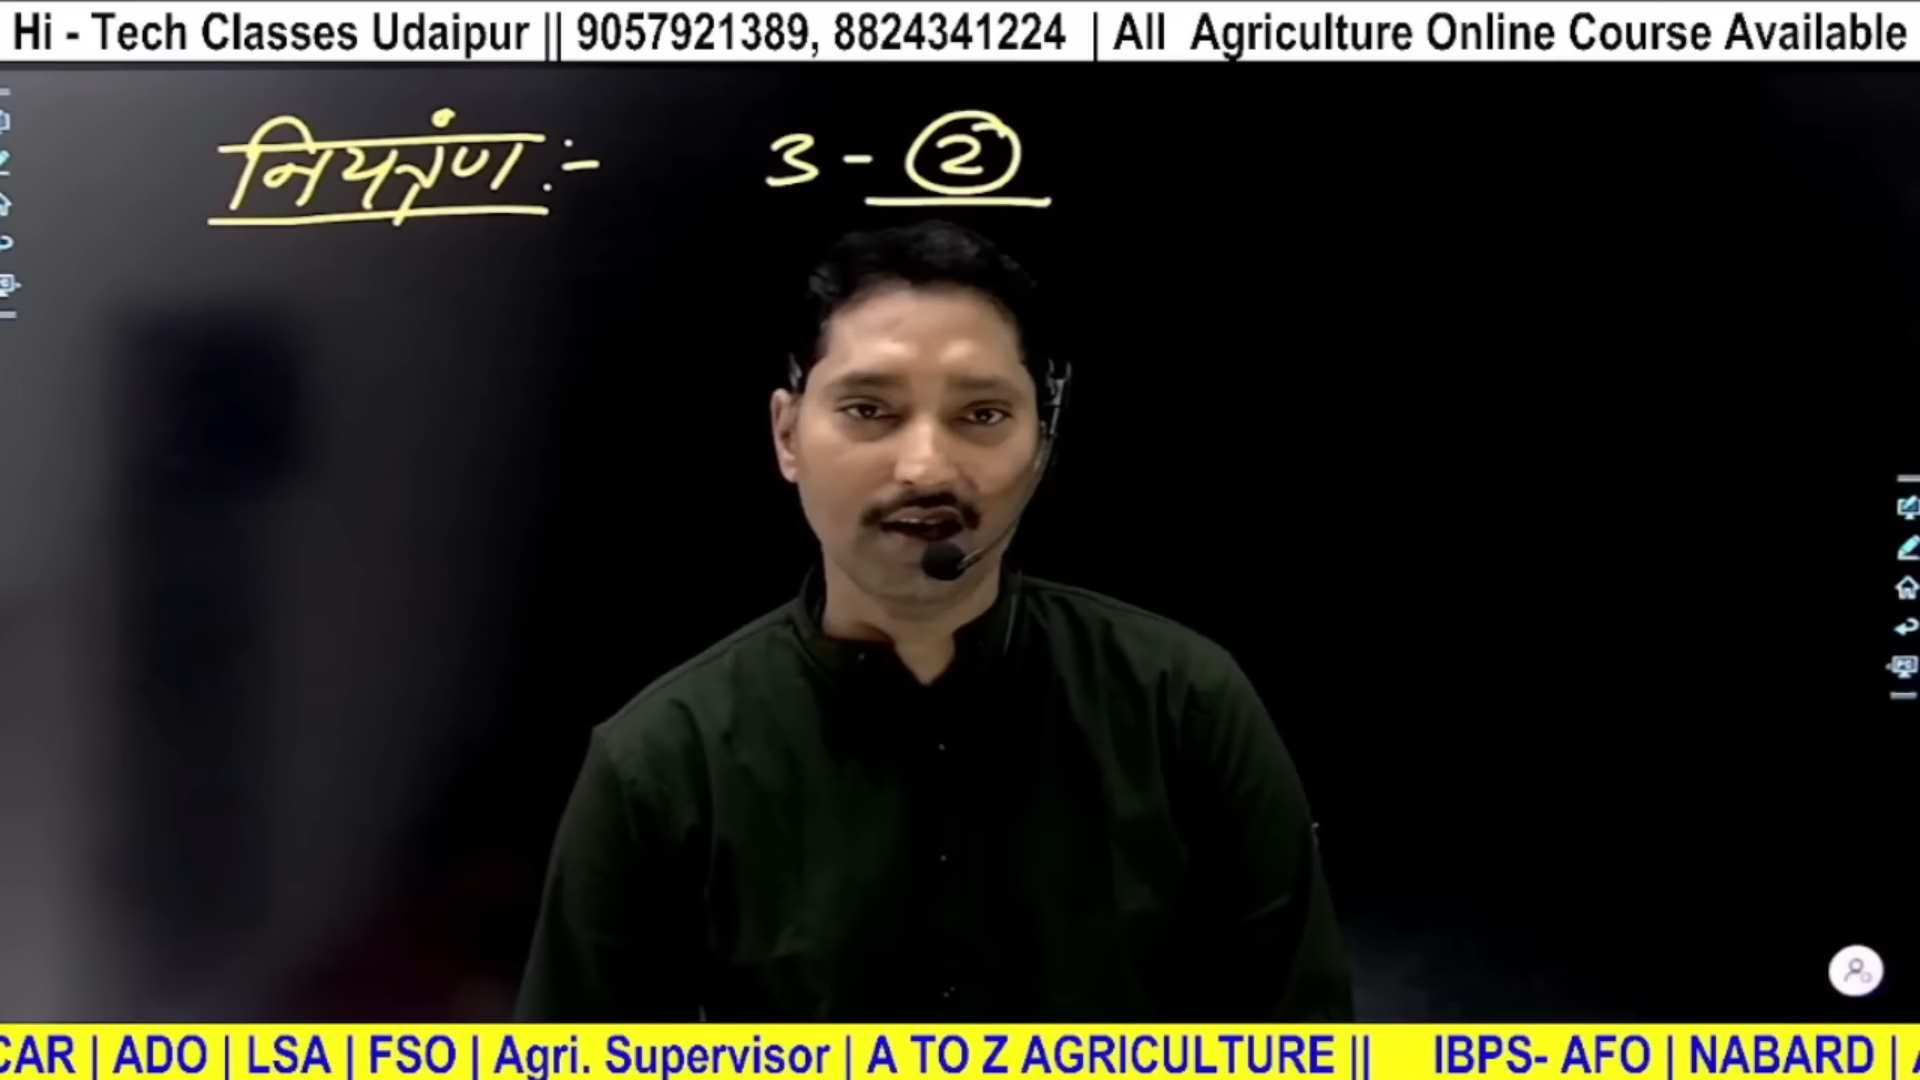 Hi - Tech Classes Udaipur || 9057921389, 8824341224 | All Agriculture Online Course Available
नियत्रंण :- 3 - 2
CAR | ADO | LSA | FSO | Agri. Supervisor | A TO Z AGRICULTURE || IBPS- AFO | NABARD |